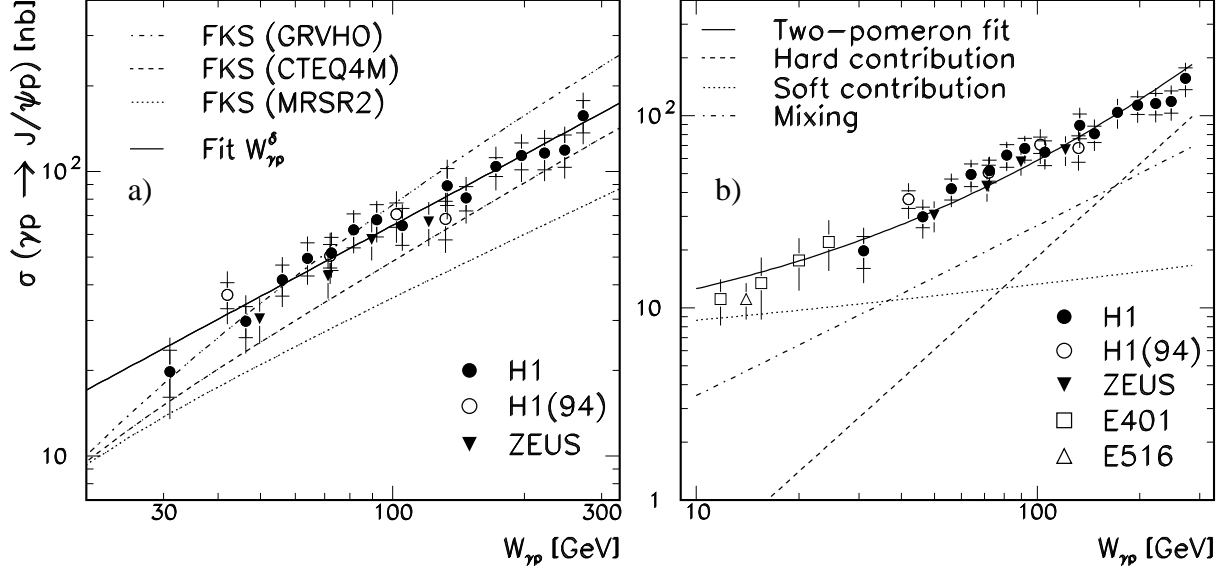 σ (γp → J/ψp) [nb]
FKS (GRVHO)
FKS (CTEQ4M)
FKS (MRSR2)
Fit W^δ_γp
a)
H1
H1(94)
ZEUS
10^2
10
30
100
300
W_γp [GeV]
Two-pomeron fit
Hard contribution
Soft contribution
Mixing
b)
H1
H1(94)
ZEUS
E401
E516
10^2
10
1
10
100
W_γp [GeV]